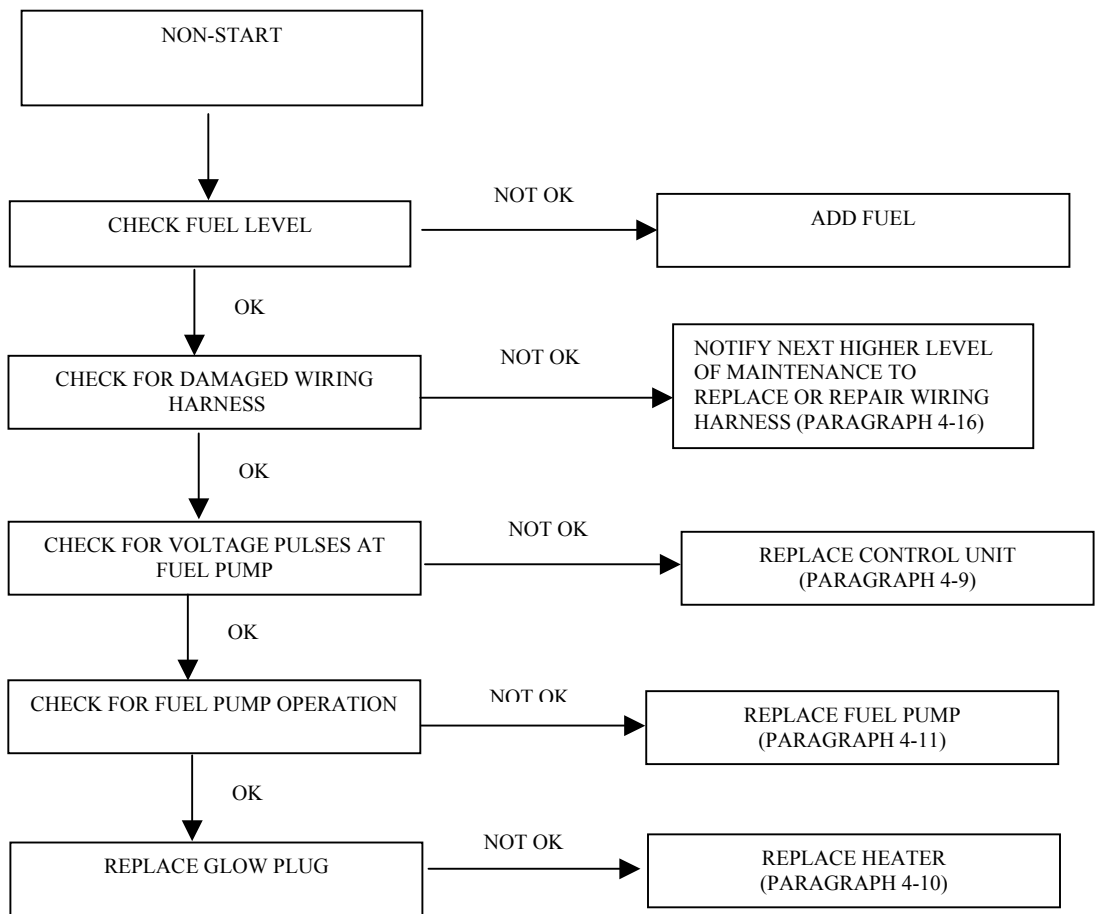 NON-START
NOT OK
CHECK FUEL LEVEL
ADD FUEL
OK
NOT OK
CHECK FOR DAMAGED WIRING
HARNESS
NOTIFY NEXT HIGHER LEVEL
OF MAINTENANCE TO
REPLACE OR REPAIR WIRING
HARNESS (PARAGRAPH 4-16)
OK
NOT OK
CHECK FOR VOLTAGE PULSES AT
FUEL PUMP
REPLACE CONTROL UNIT
(PARAGRAPH 4-9)
OK
NOT OK
CHECK FOR FUEL PUMP OPERATION
REPLACE FUEL PUMP
(PARAGRAPH 4-11)
OK
NOT OK
REPLACE GLOW PLUG
REPLACE HEATER
(PARAGRAPH 4-10)